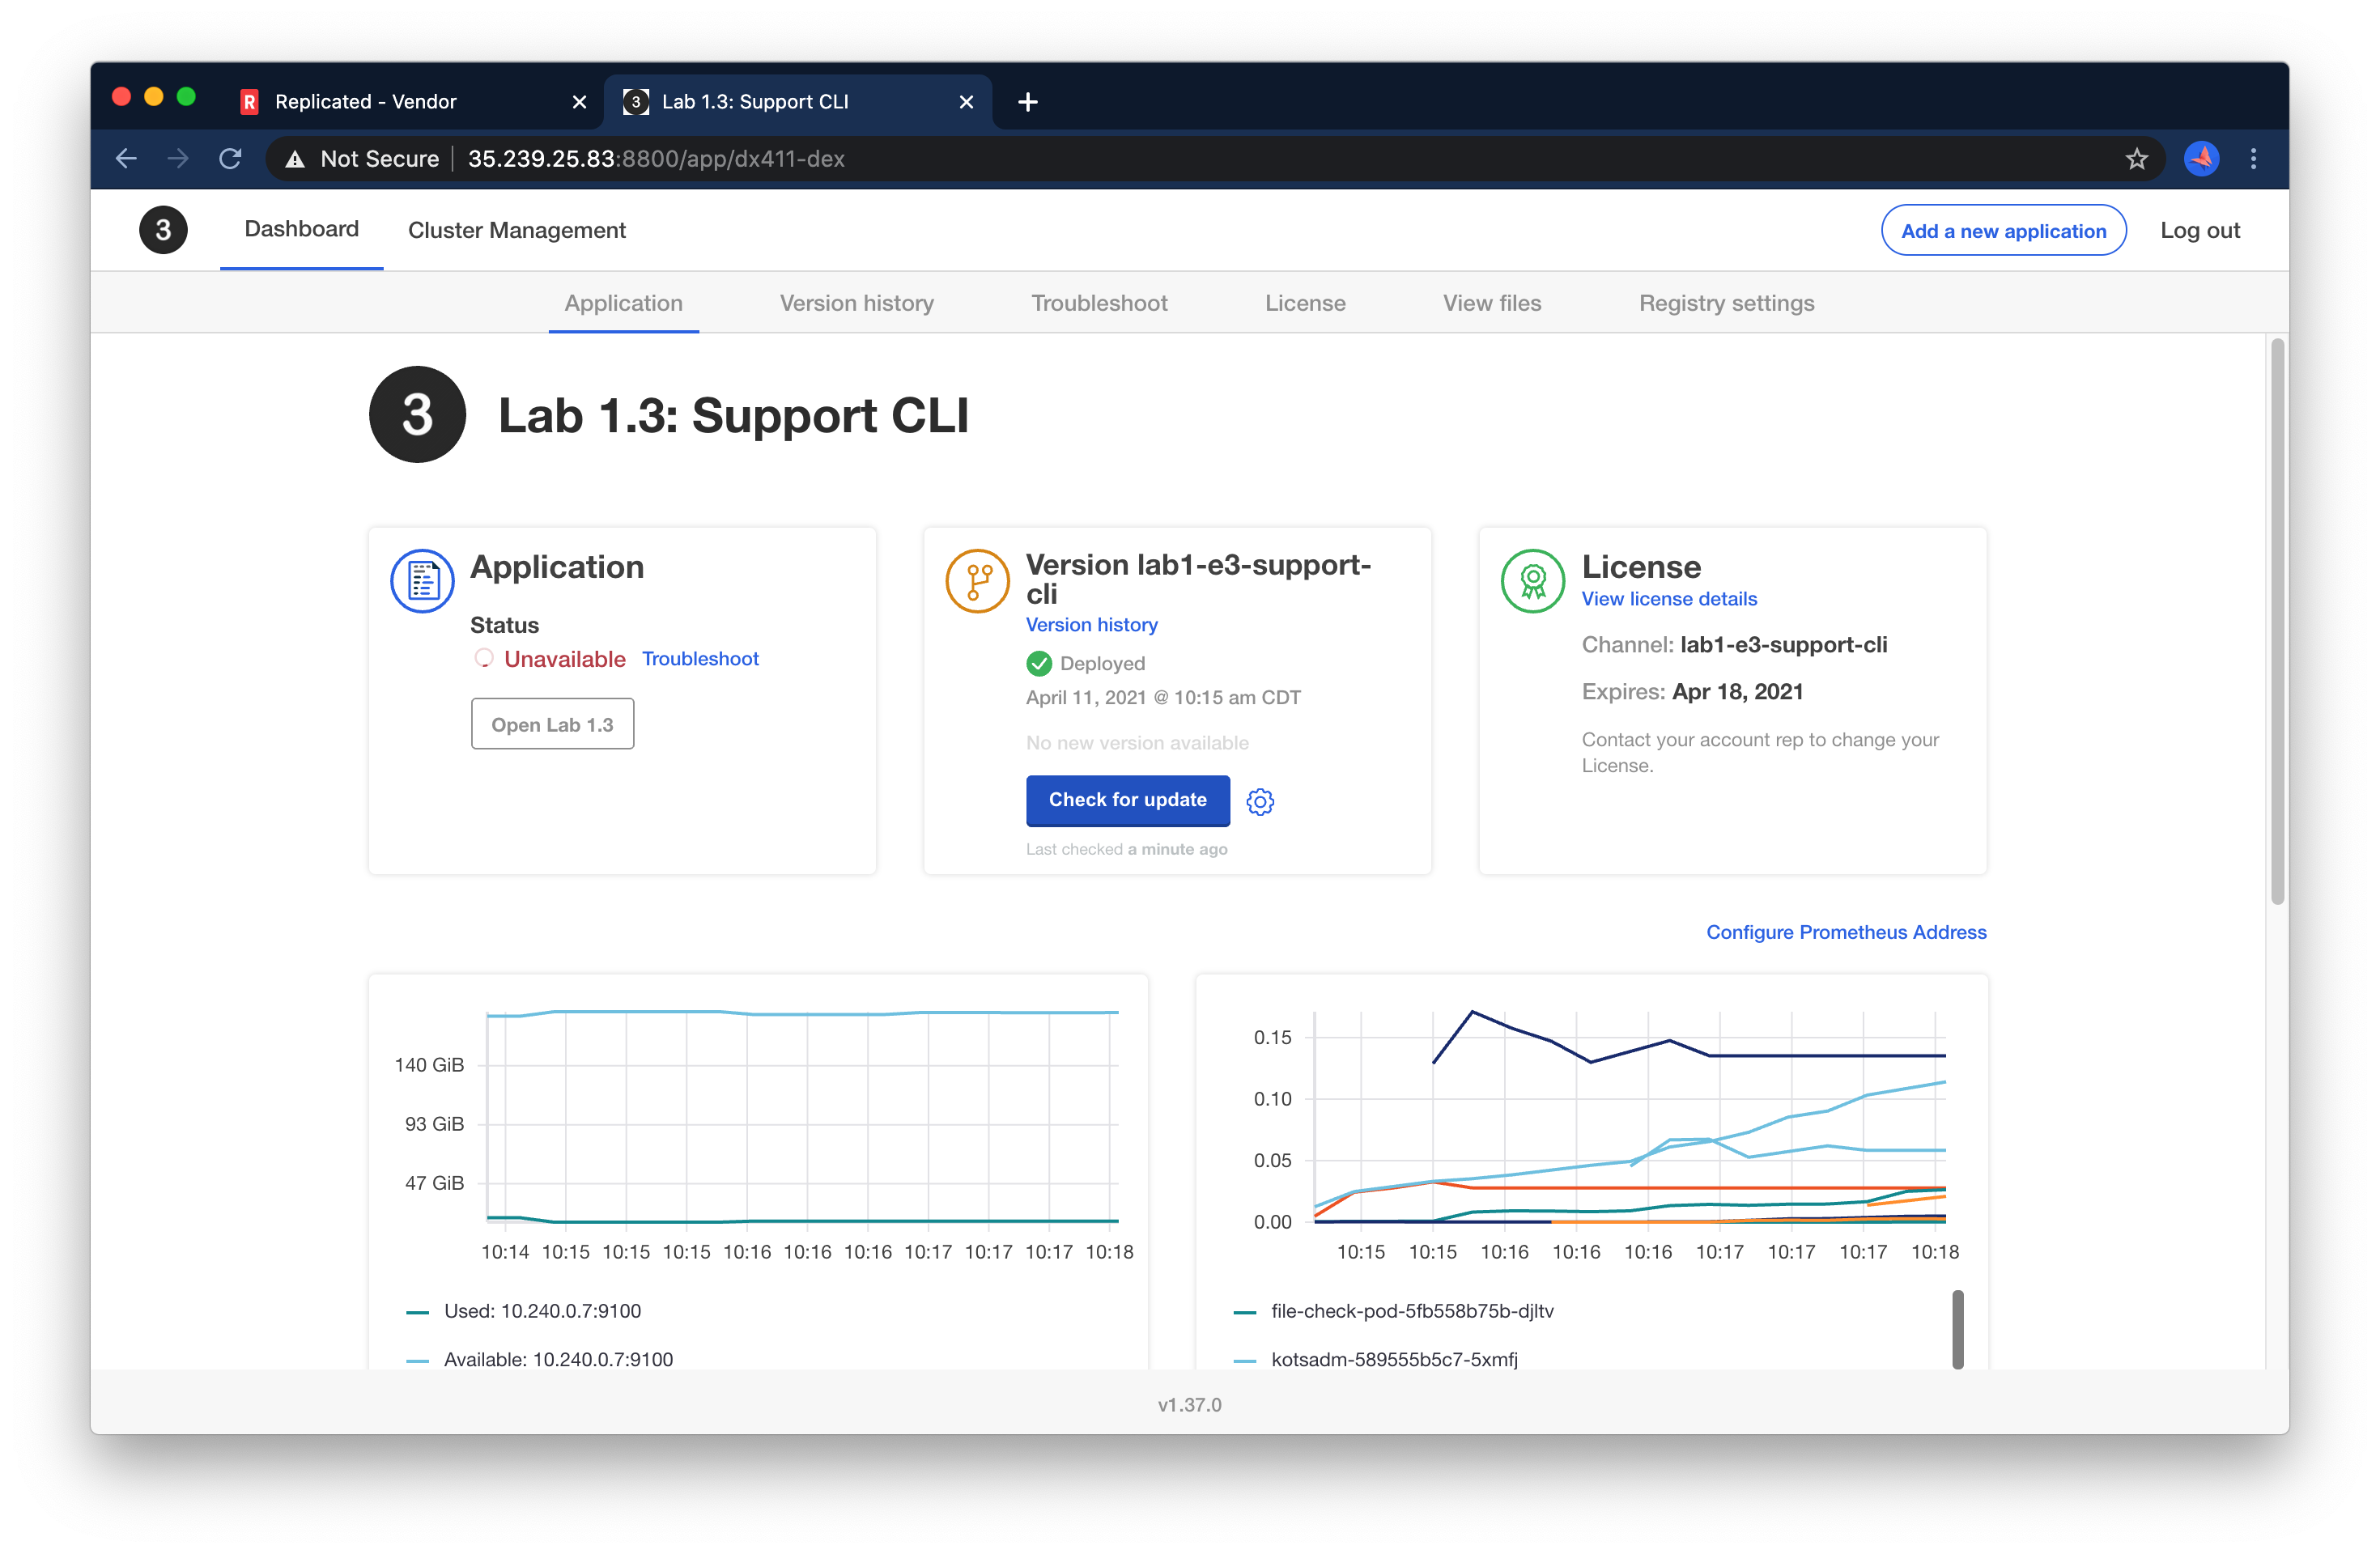 R Replicated - Vendor
3 Lab 1.3: Support CLI
Not Secure 35.239.25.83:8800/app/dx411-dex
3 Dashboard Cluster Management Add a new application Log out
Application Version history Troubleshoot License View files Registry settings
3 Lab 1.3: Support CLI
Application
Status
Unavailable Troubleshoot
Open Lab 1.3
Version lab1-e3-support-
cli
Version history
Deployed
April 11, 2021 @ 10:15 am CDT
No new version available
Check for update
Last checked a minute ago
License
View license details
Channel: lab1-e3-support-cli
Expires: Apr 18, 2021
Contact your account rep to change your
License.
Configure Prometheus Address
140 GiB
93 GiB
47 GiB
10:14 10:15 10:15 10:15 10:16 10:16 10:16 10:17 10:17 10:17 10:18
Used: 10.240.0.7:9100
Available: 10.240.0.7:9100
0.15
0.10
0.05
0.00
10:15 10:15 10:16 10:16 10:16 10:17 10:17 10:17 10:18
file-check-pod-5fb558b75b-djltv
kotsadm-589555b5c7-5xmfj
v1.37.0